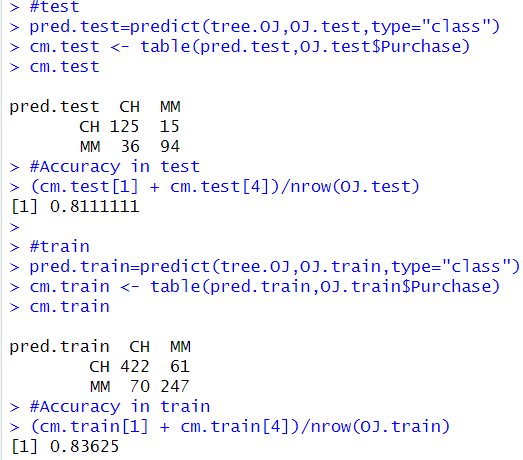 > #test
> pred.test=predict(tree.OJ,OJ.test,type="class")
> cm.test <- table(pred.test,OJ.test$Purchase)
> cm.test
pred.test  CH  MM
       CH 125  15
       MM  36  94
> #Accuracy in test
> (cm.test[1] + cm.test[4])/nrow(OJ.test)
[1] 0.8111111
>
> #train
> pred.train=predict(tree.OJ,OJ.train,type="class")
> cm.train <- table(pred.train,OJ.train$Purchase)
> cm.train
pred.train  CH  MM
        CH 422  61
        MM  70 247
> #Accuracy in train
> (cm.train[1] + cm.train[4])/nrow(OJ.train)
[1] 0.83625